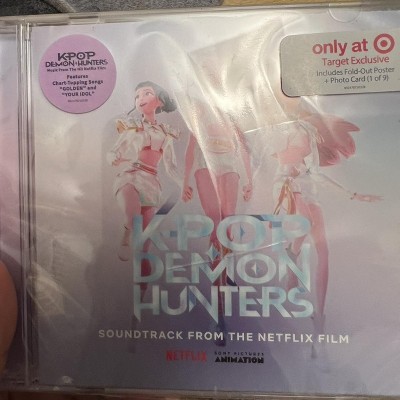 K-POP
DEMON HUNTERS
Music From The Hit Netflix Film
Features
Chart-Topping Songs
"GOLDEN" and
"YOUR IDOL"
only at
Target Exclusive
Includes Fold-Out Poster
+ Photo Card (1 of 9)
K-POP
DEMON
HUNTERS
SOUNDTRACK FROM THE NETFLIX FILM
NETFLIX
SONY PICTURES
ANIMATION